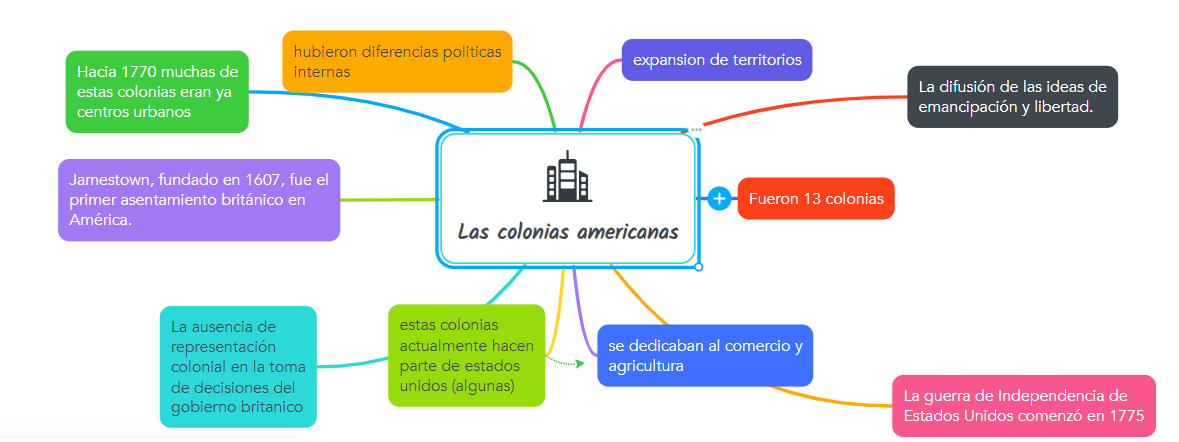 hubieron diferencias politicas
internas
expansion de territorios
Hacia 1770 muchas de
estas colonias eran ya
centros urbanos
La difusión de las ideas de
emancipación y libertad.
Jamestown, fundado en 1607, fue el
primer asentamiento británico en
América.
Fueron 13 colonias
Las colonias americanas
La ausencia de
representación
colonial en la toma
de decisiones del
gobierno britanico
estas colonias
actualmente hacen
parte de estados
unidos (algunas)
se dedicaban al comercio y
agricultura
La guerra de Independencia de
Estados Unidos comenzó en 1775